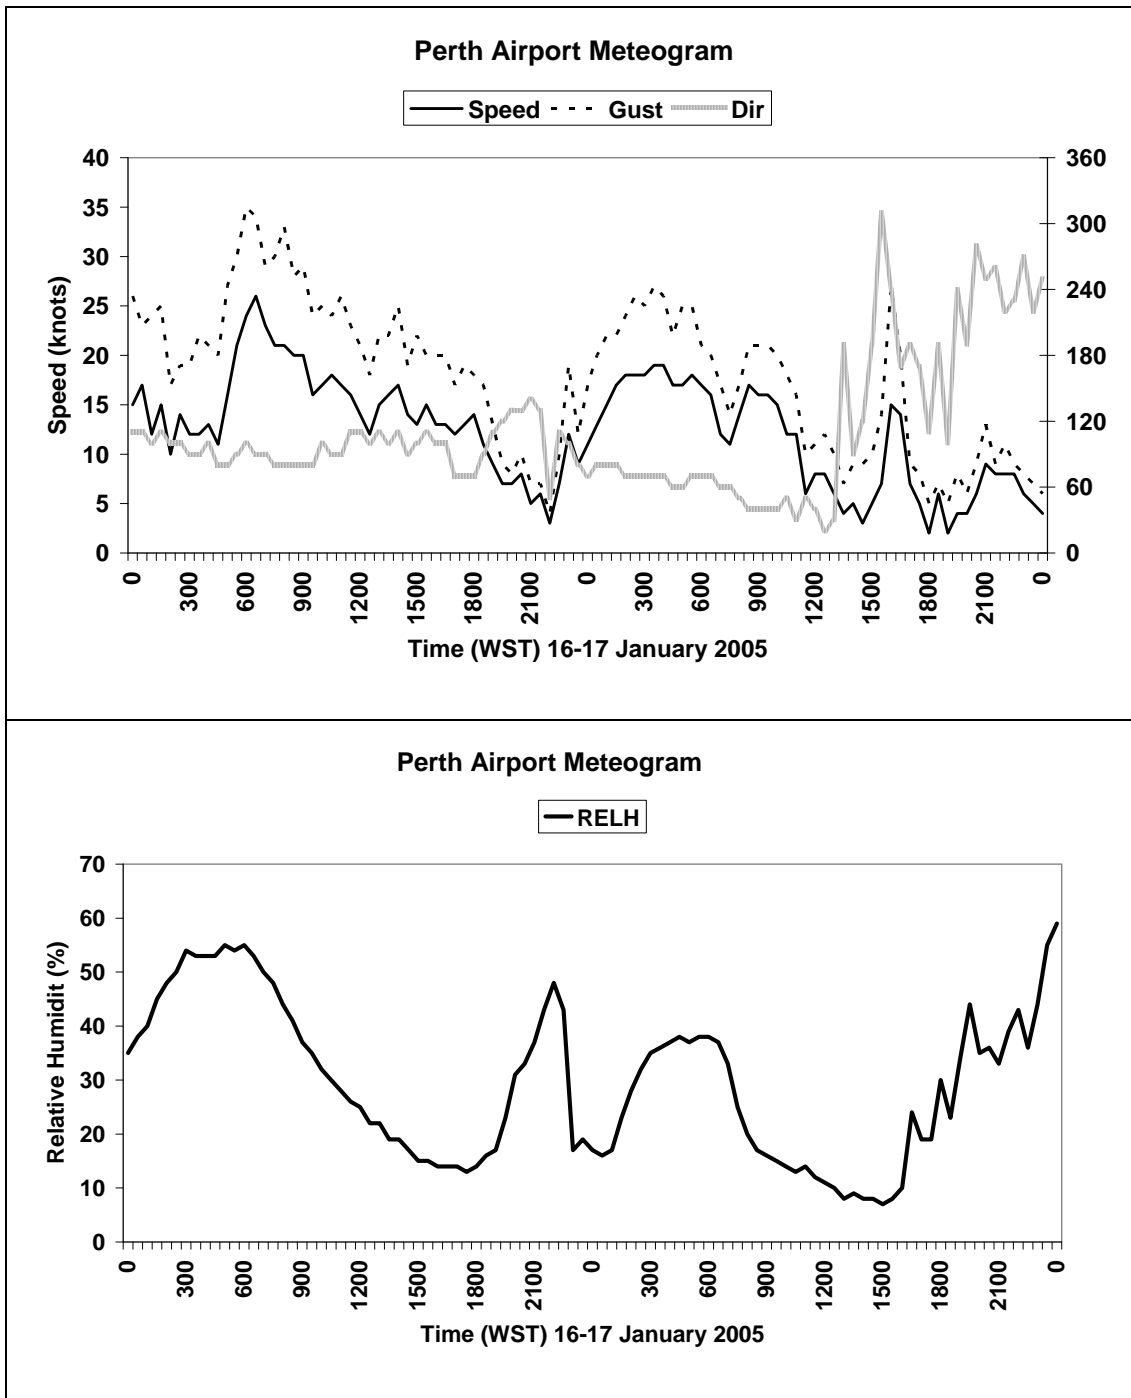 Perth Airport Meteogram
Speed Gust Dir
40
35
30
25
20
15
10
5
0
Speed (knots)
360
300
240
180
120
60
0
0 300 600 900 1200 1500 1800 2100 0 300 600 900 1200 1500 1800 2100 0
Time (WST) 16-17 January 2005
Perth Airport Meteogram
RELH
70
60
50
40
30
20
10
0
Relative Humidit (%)
0 300 600 900 1200 1500 1800 2100 0 300 600 900 1200 1500 1800 2100 0
Time (WST) 16-17 January 2005